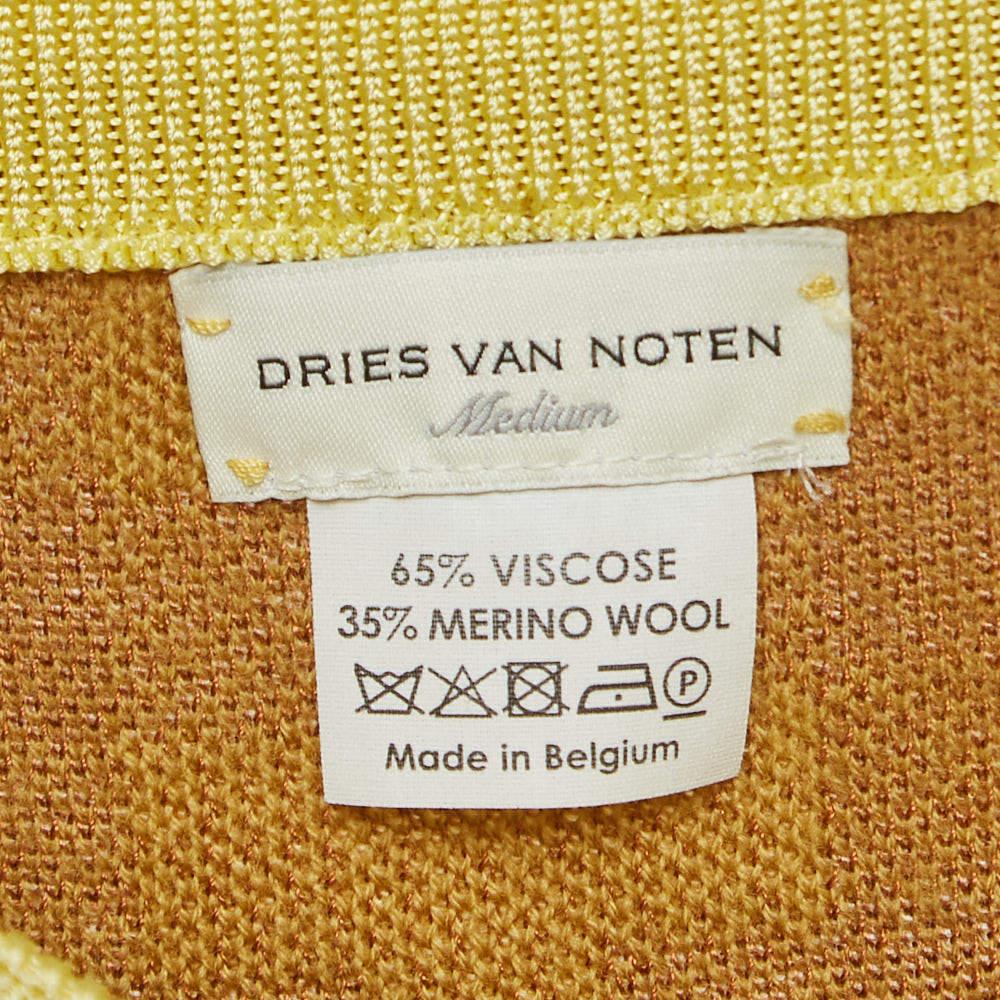 DRIES VAN NOTEN
Medium
65% VISCOSE
35% MERINO WOOL
P
Made in Belgium